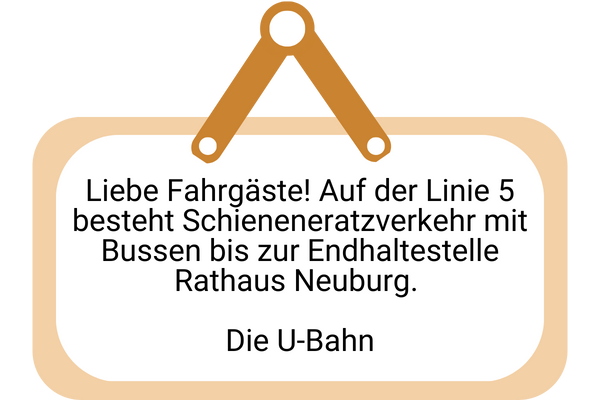 Liebe Fahrgäste! Auf der Linie 5
besteht Schieneneratzverkehr mit
Bussen bis zur Endhaltestelle
Rathaus Neuburg.
Die U-Bahn